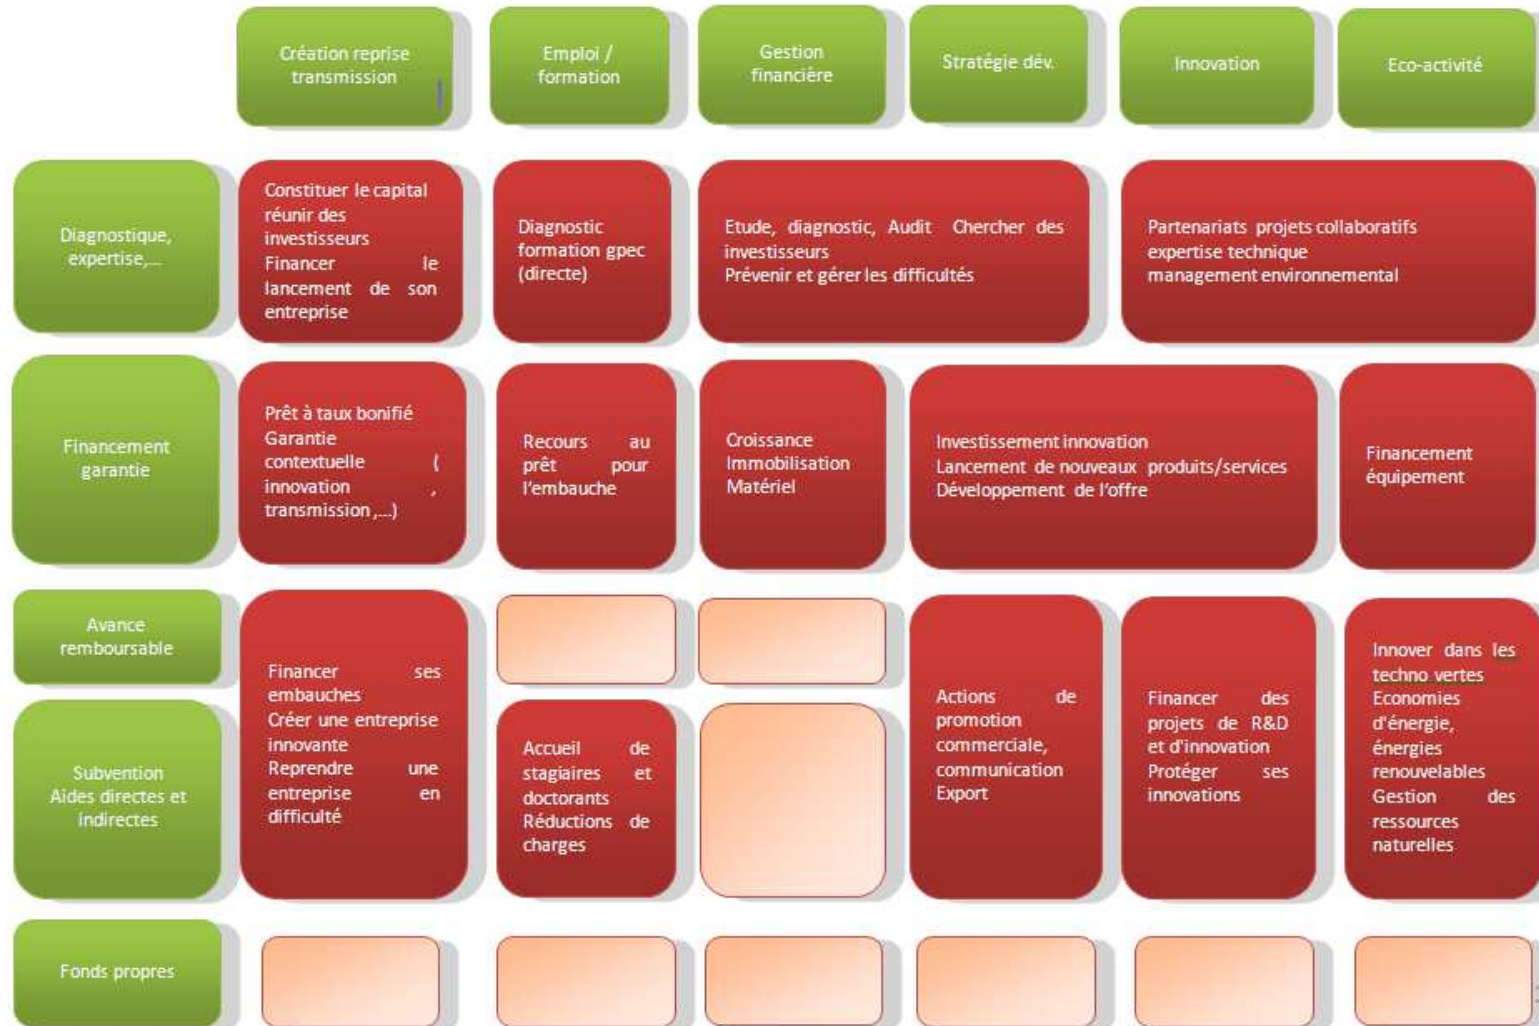 Création reprise
transmission
Emploi /
formation
Gestion
financière
Stratégie dév.
Innovation
Eco-activité
Diagnostique,
expertise,...
Constituer le capital
réunir des
investisseurs
Financer le
lancement de son
entreprise
Diagnostic
formation gpec
(directe)
Etude, diagnostic, Audit Chercher des
investisseurs
Prévenir et gérer les difficultés
Partenariats projets collaboratifs
expertise technique
management environnemental
Financement
garantie
Prêt à taux bonifié
Garantie
contextuelle (
innovation ,
transmission ,...)
Recours au
prêt pour
l'embauche
Croissance
Immobilisation
Matériel
Investissement innovation
Lancement de nouveaux produits/services
Développement de l'offre
Financement
équipement
Avance
remboursable
Financer ses
embauches
Créer une entreprise
innovante
Reprendre une
entreprise en
difficulté
Actions de
promotion
commerciale,
communication
Export
Financer des
projets de R&D
et d'innovation
Protéger ses
innovations
Innover dans les
techno vertes
Economies
d'énergie,
énergies
renouvelables
Gestion des
ressources
naturelles
Subvention
Aides directes et
indirectes
Accueil de
stagiaires et
doctorants
Réductions de
charges
Fonds propres